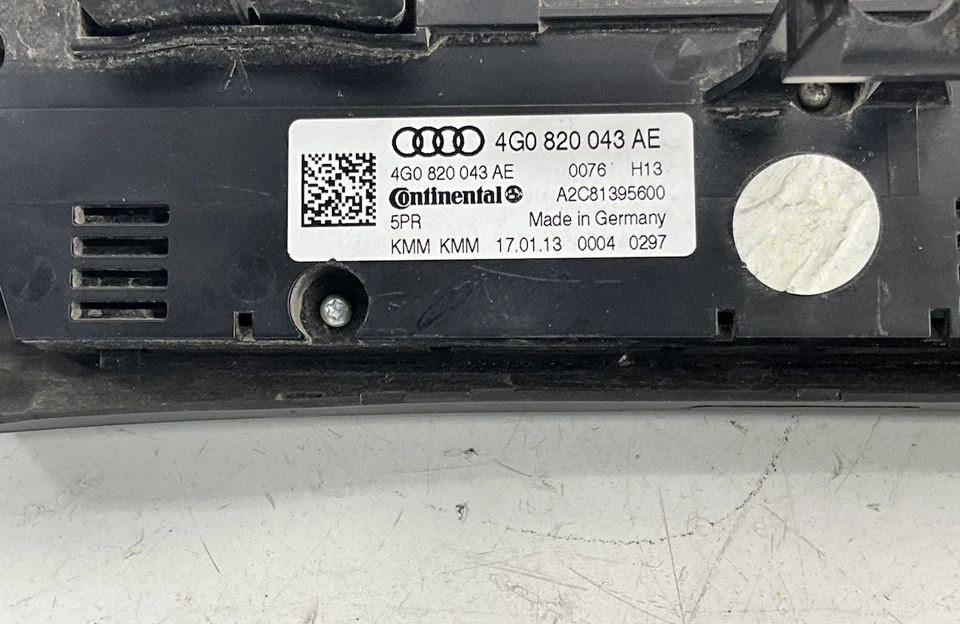 4G0 820 043 AE
4G0 820 043 AE 0076 H13
Continental A2C81395600
5PR Made in Germany
KMM KMM 17.01.13 0004 0297